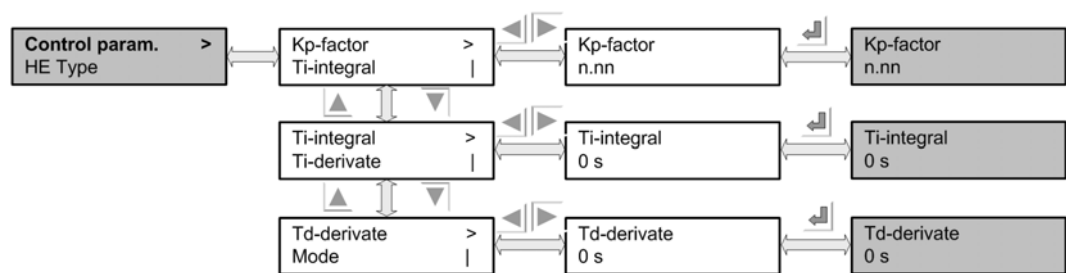 Control param. >
HE Type
Kp-factor >
Ti-integral |
Kp-factor
n.nn
Kp-factor
n.nn
Ti-integral >
Ti-derivate |
Ti-integral
0 s
Ti-integral
0 s
Td-derivate >
Mode |
Td-derivate
0 s
Td-derivate
0 s